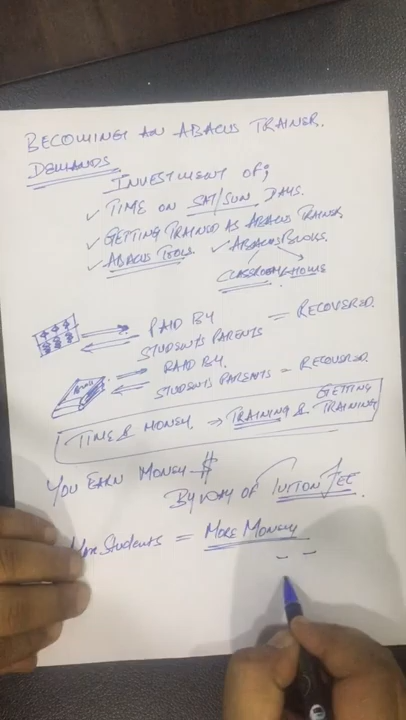 BECOMING AN ABACUS TRAINER.
DEMANDS
INVESTMENT OF;
✓ TIME ON SAT/SUN DAYS.
✓ GETTING TRAINED AS ABACUS TRAINER
✓ ABACUS TOOLS. ✓ ABACUS BOOKS.
CLASSROOM & HOME
PAID BY
STUDENTS PARENTS = RECOVERED.
PAID BY.
STUDENTS PARENTS = RECOVERED.
TIME & MONEY. → TRAINING & GETTING TRAINING
YOU EARN MONEY $
BY WAY OF TUITION FEE.
More Students = MORE MONEY